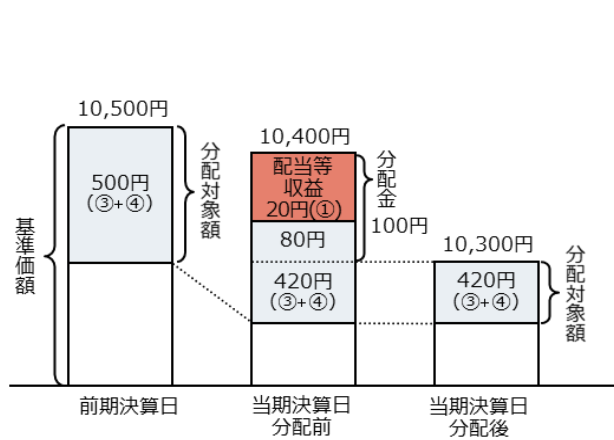 10,500円
500円
(③+④)
分配対象額
基準価額
前期決算日
10,400円
配当等
収益
20円(①)
80円
420円
(③+④)
分配金
100円
当期決算日
分配前
10,300円
420円
(③+④)
分配対象額
当期決算日
分配後